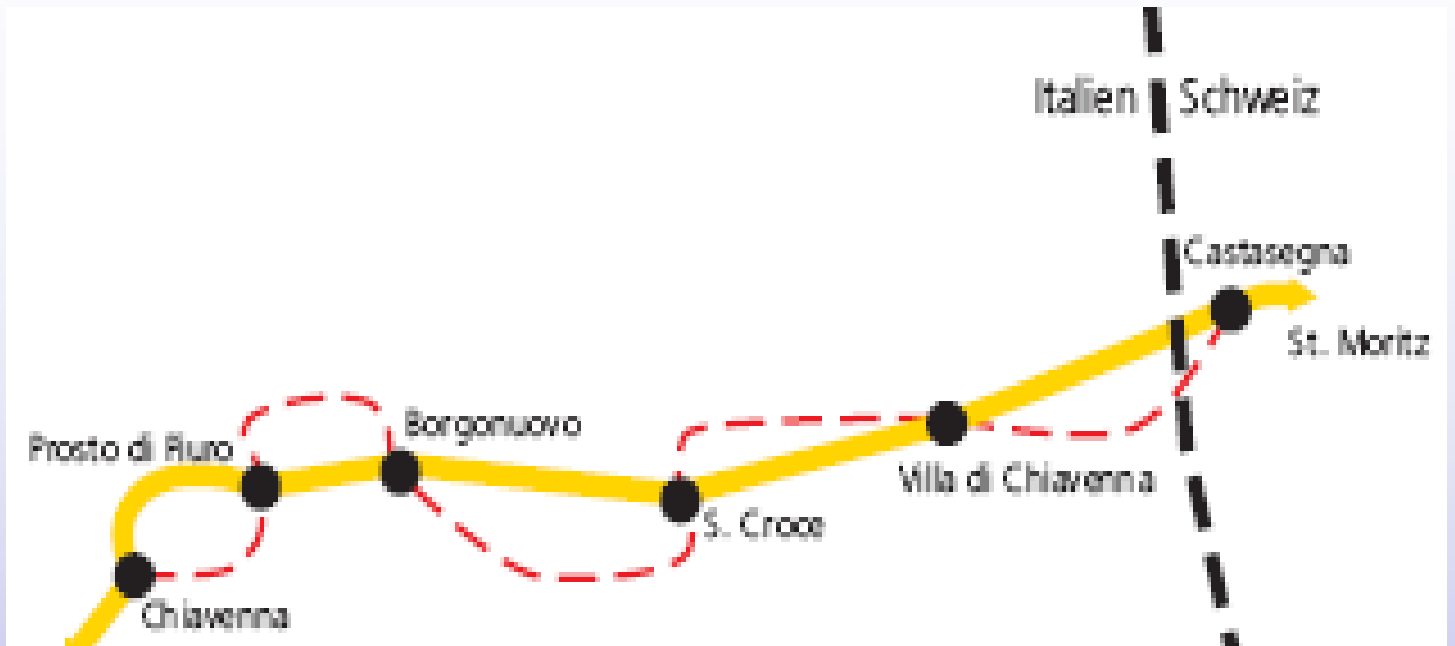 Italien
Schweiz
Castasegna
St. Moritz
Borgonuovo
Prosto di Piuro
Villa di Chiavenna
S. Croce
Chiavenna